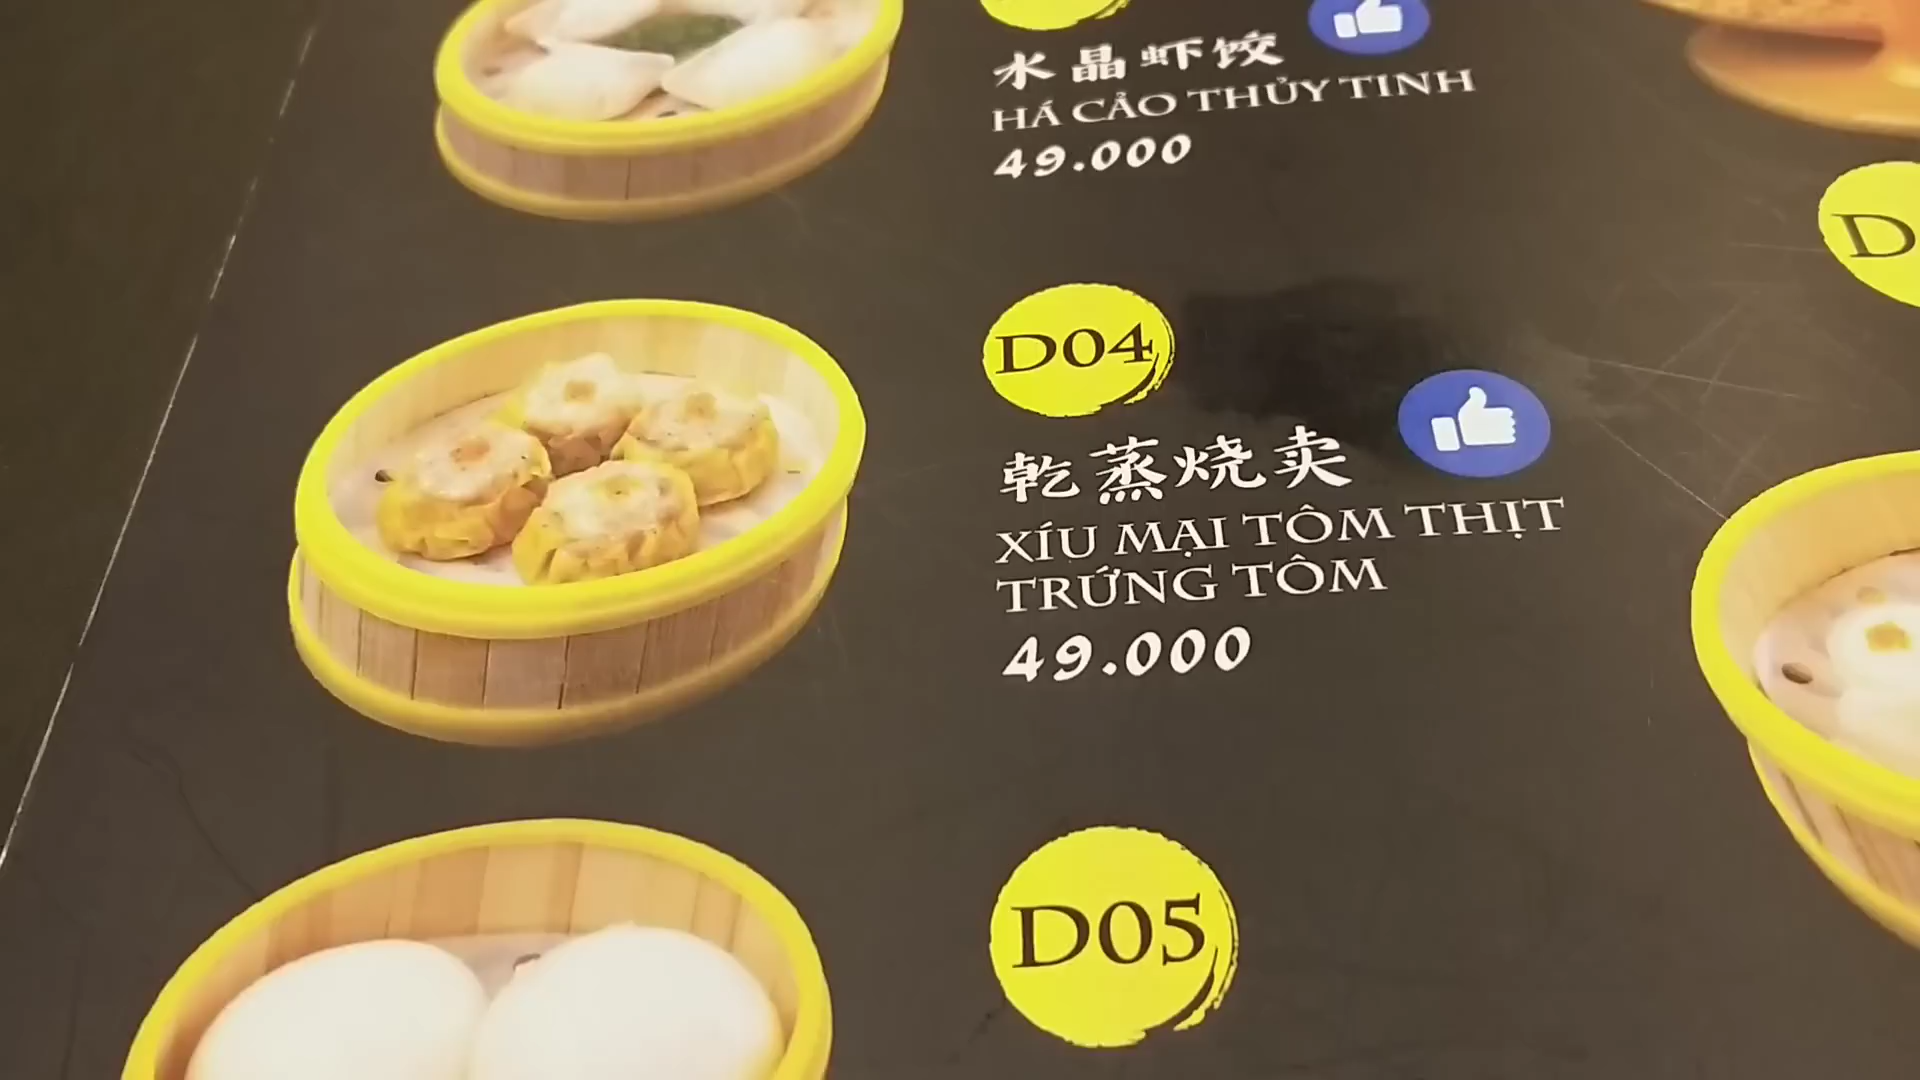 水晶虾饺
HÁ CẢO THỦY TINH
49.000
D04
乾蒸烧卖
XÍU MẠI TÔM THỊT
TRỨNG TÔM
49.000
D05
D